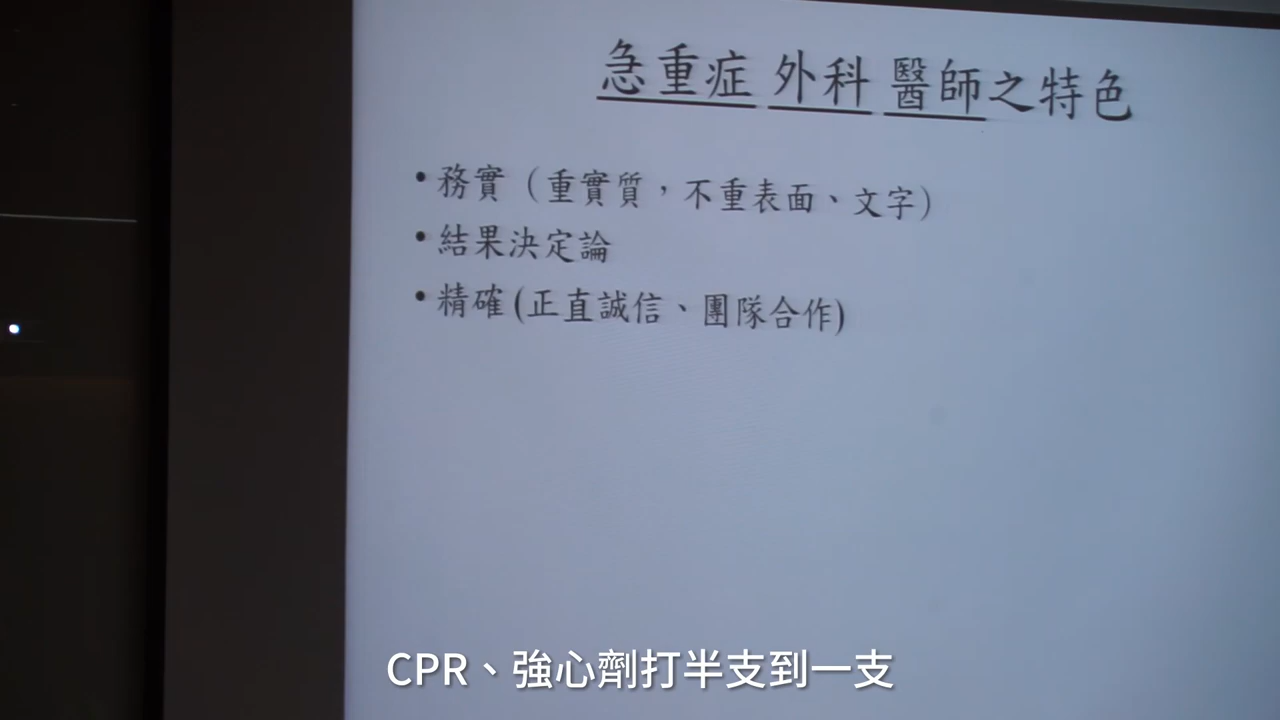 急重症 外科 醫師之特色
•務實（重實質，不重表面、文字）
•結果決定論
•精確(正直誠信、團隊合作)
CPR、強心劑打半支到一支